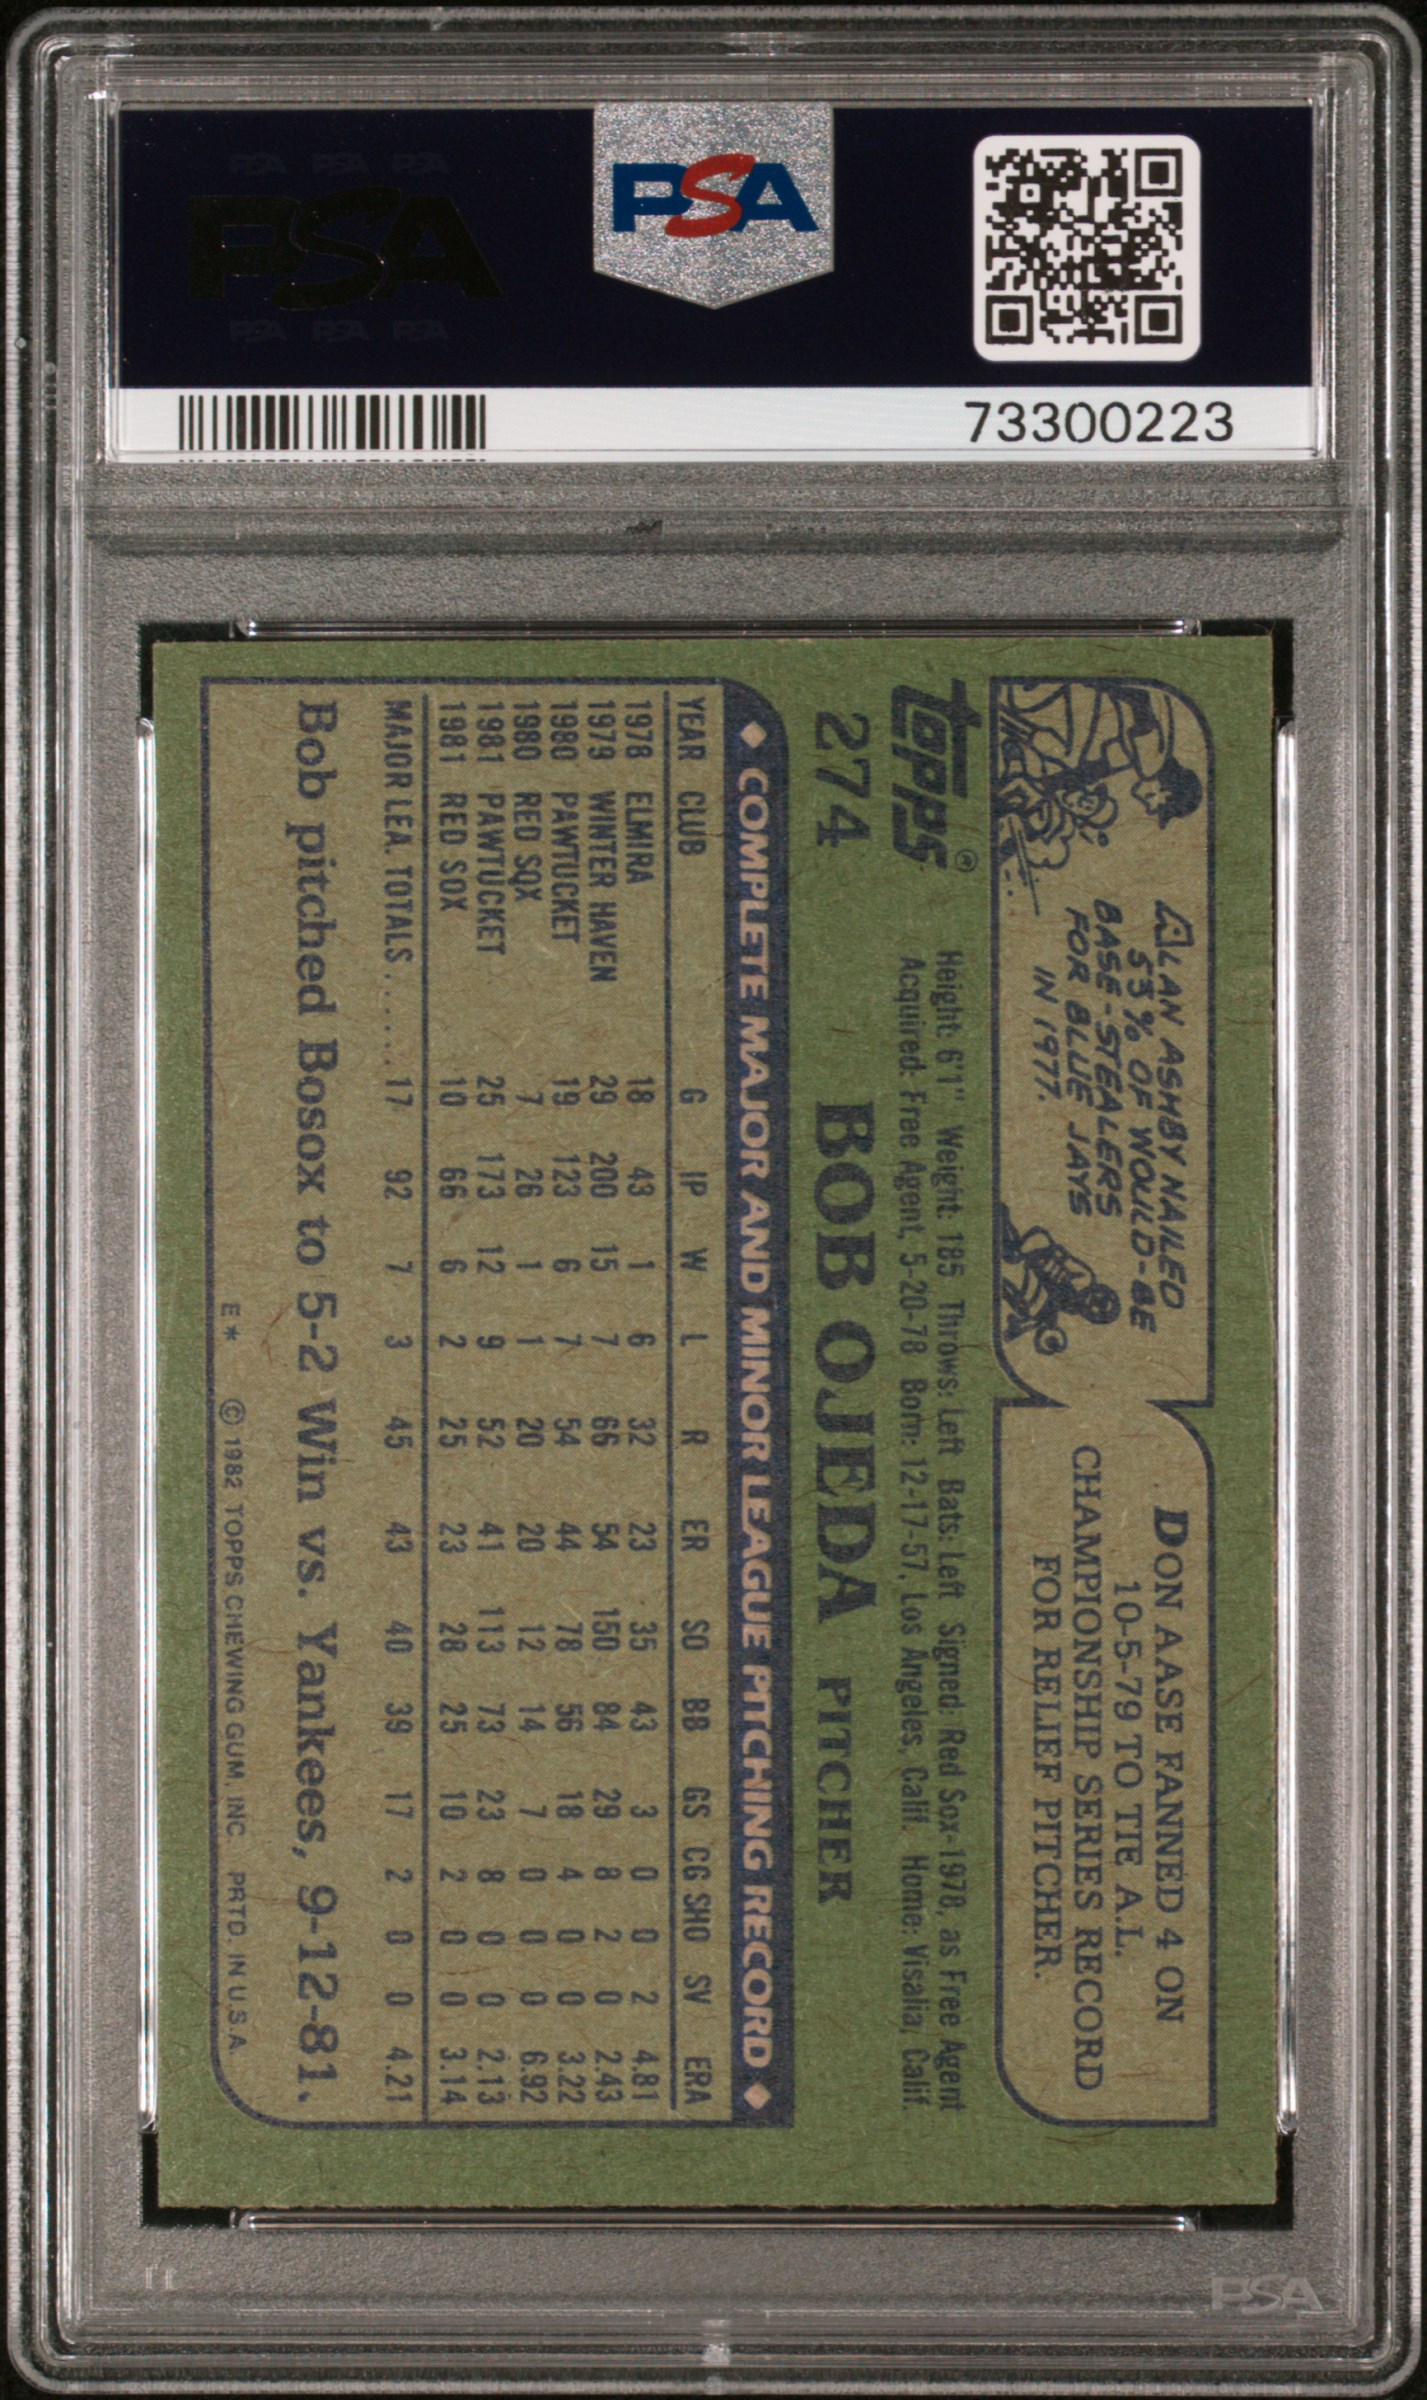 PSA PSA PSA
PSA
PSA PSA PSA
PSA
73300223
ALAN ASHBY NAILED
53% OF WOULD-BE
BASE-STEALERS
FOR BLUE JAYS
IN 1977.
DON AASE FANNED 4 ON
10-5-79 TO TIE A.L.
CHAMPIONSHIP SERIES RECORD
FOR RELIEF PITCHER.
Topps®
274
Height: 6'1" Weight: 185 Throws: Left Bats: Left Signed: Red Sox-1978, as Free Agent
Acquired: Free Agent, 5-20-78 Born: 12-17-57, Los Angeles, Calif. Home: Visalia, Calif.
BOB OJEDA PITCHER
COMPLETE MAJOR AND MINOR LEAGUE PITCHING RECORD
YEAR CLUB G IP W L R ER SO BB GS CG SHO SV ERA
1978 ELMIRA 18 43 1 6 32 23 35 43 3 0 0 2 4.81
1979 WINTER HAVEN 29 200 15 7 66 54 150 84 29 8 2 0 2.43
1980 PAWTUCKET 19 123 6 7 54 44 78 56 18 4 0 0 3.22
1980 RED SOX 7 26 1 1 20 20 12 14 7 0 0 0 6.92
1981 PAWTUCKET 25 173 12 9 52 41 113 73 23 8 0 0 2.13
1981 RED SOX 10 66 6 2 25 23 28 25 10 2 0 0 3.14
MAJOR LEA. TOTALS...... 17 92 7 3 45 43 40 39 17 2 0 0 4.21
Bob pitched Bosox to 5-2 Win vs. Yankees, 9-12-81.
E* © 1982 TOPPS CHEWING GUM, INC. PRTD. IN U.S.A.
PSA